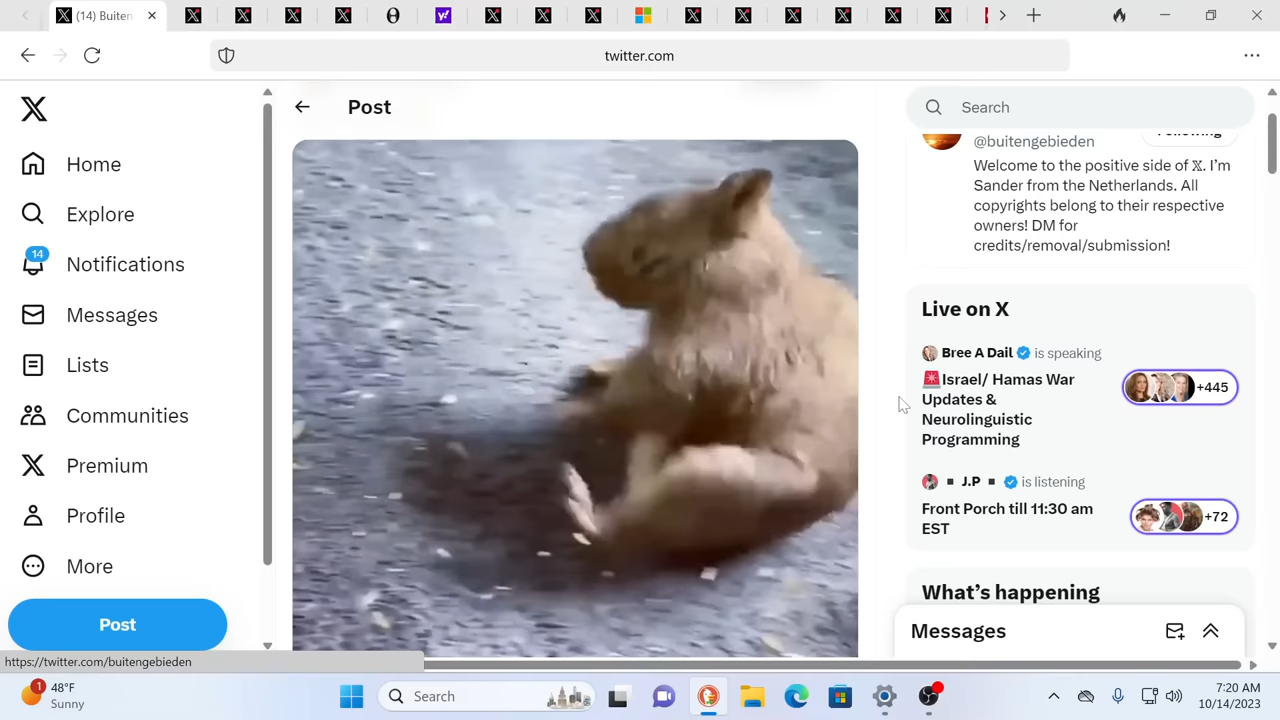 (14) Buiten
twitter.com
Home
Explore
14
Notifications
Messages
Lists
Communities
Premium
Profile
More
Post
https://twitter.com/buitengebieden
Post
Search
Following
@buitengebieden
Welcome to the positive side of 𝕏. I’m
Sander from the Netherlands. All
copyrights belong to their respective
owners! DM for
credits/removal/submission!
Live on X
Bree A Dail is speaking
🚨Israel/ Hamas War
Updates &
Neurolinguistic
Programming
+445
▪ J.P ▪ is listening
Front Porch till 11:30 am
EST
+72
What’s happening
Messages
1
48°F
Sunny
Search
7:20 AM
10/14/2023